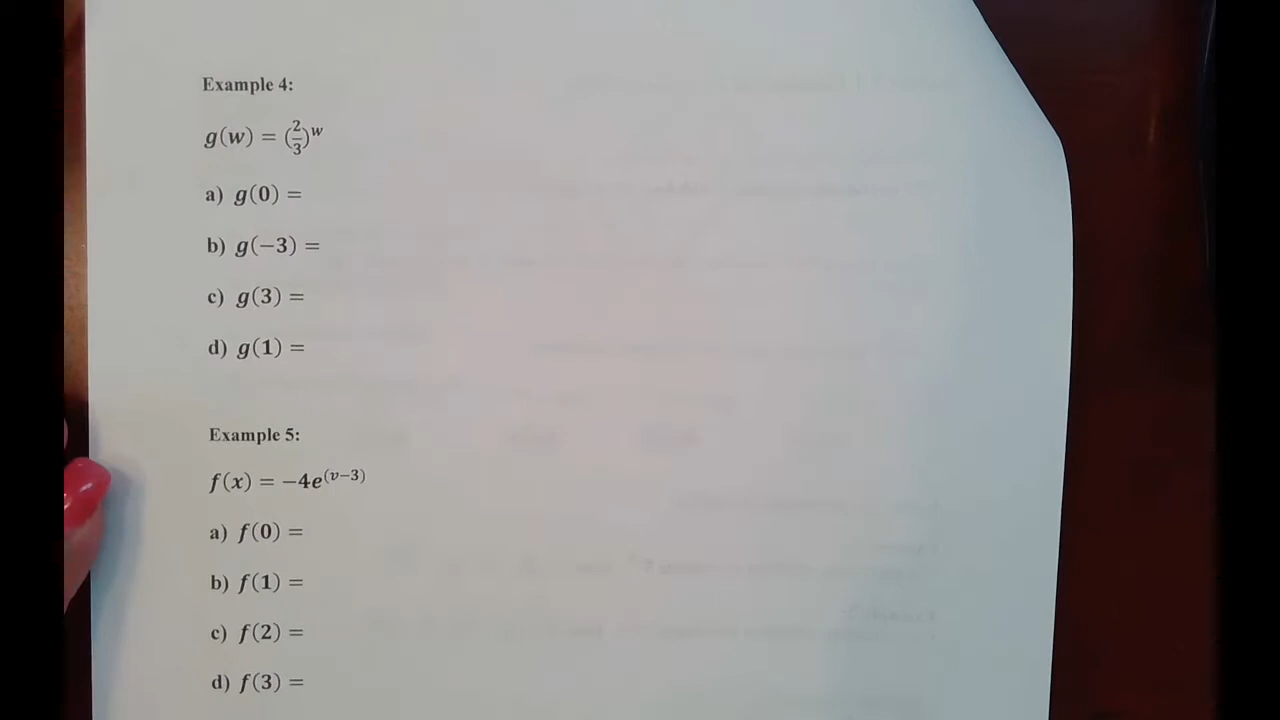 Example 4:
g(w) = (2/3)^w
a) g(0) =
b) g(−3) =
c) g(3) =
d) g(1) =
Example 5:
f(x) = −4e^(v−3)
a) f(0) =
b) f(1) =
c) f(2) =
d) f(3) =